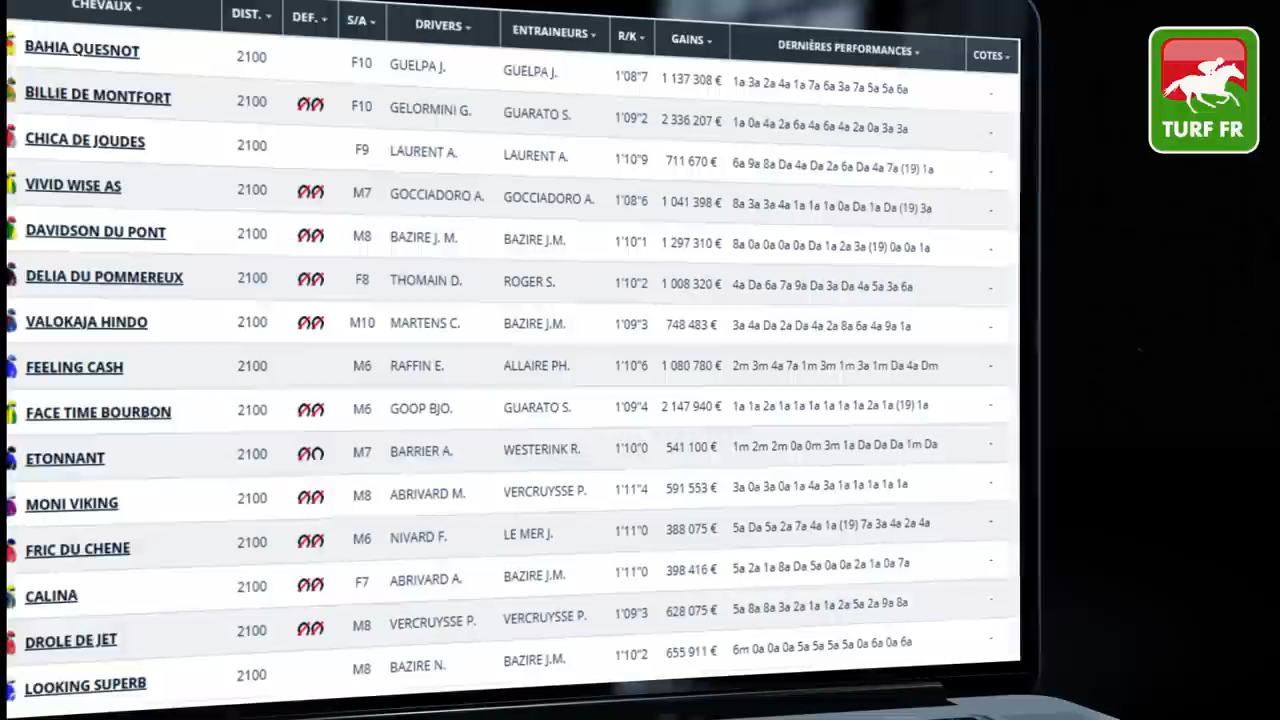 CHEVAUX DIST. DEF. S/A DRIVERS ENTRAINEURS R/K GAINS DERNIÈRES PERFORMANCES COTES
BAHIA QUESNOT 2100 F10 GUELPA J. GUELPA J. 1'08"7 1 137 308 € 1a 3a 2a 4a 1a 7a 6a 3a 7a 5a 5a 6a -
BILLIE DE MONTFORT 2100 F10 GELORMINI G. GUARATO S. 1'09"2 2 336 207 € 1a 0a 4a 2a 6a 4a 6a 4a 2a 0a 3a 3a -
CHICA DE JOUDES 2100 F9 LAURENT A. LAURENT A. 1'10"9 711 670 € 6a 9a 8a Da 4a Da 2a 6a Da 4a 7a (19) 1a -
VIVID WISE AS 2100 M7 GOCCIADORO A. GOCCIADORO A. 1'08"6 1 041 398 € 8a 3a 3a 4a 1a 1a 1a 0a Da 1a Da (19) 3a -
DAVIDSON DU PONT 2100 M8 BAZIRE J. M. BAZIRE J.M. 1'10"1 1 297 310 € 8a 0a 0a 0a 0a Da 1a 2a 3a (19) 0a 0a 1a -
DELIA DU POMMEREUX 2100 F8 THOMAIN D. ROGER S. 1'10"2 1 008 320 € 4a Da 6a 7a 9a Da 3a Da 4a 5a 3a 6a -
VALOKAJA HINDO 2100 M10 MARTENS C. BAZIRE J.M. 1'09"3 748 483 € 3a 4a Da 2a Da 4a 2a 8a 6a 4a 9a 1a -
FEELING CASH 2100 M6 RAFFIN E. ALLAIRE PH. 1'10"6 1 080 780 € 2m 3m 4a 7a 1m 3m 1m 3a 1m Da 4a Dm -
FACE TIME BOURBON 2100 M6 GOOP BJO. GUARATO S. 1'09"4 2 147 940 € 1a 1a 2a 1a 1a 1a 1a 1a 1a 2a 1a (19) 1a -
ETONNANT 2100 M7 BARRIER A. WESTERINK R. 1'10"0 541 100 € 1m 2m 2m 0a 0m 3m 1a Da Da Da 1m Da -
MONI VIKING 2100 M8 ABRIVARD M. VERCRUYSSE P. 1'11"4 591 553 € 3a 0a 3a 0a 1a 4a 3a 1a 1a 1a 1a 1a -
FRIC DU CHENE 2100 M6 NIVARD F. LE MER J. 1'11"0 388 075 € 5a Da 5a 2a 7a 4a 1a (19) 7a 3a 4a 2a 4a -
CALINA 2100 F7 ABRIVARD A. BAZIRE J.M. 1'11"0 398 416 € 5a 2a 1a 8a Da 5a 0a 0a 2a 1a 0a 7a -
DROLE DE JET 2100 M8 VERCRUYSSE P. VERCRUYSSE P. 1'09"3 628 075 € 5a 8a 8a 3a 2a 1a 1a 2a 5a 2a 9a 8a -
LOOKING SUPERB 2100 M8 BAZIRE N. BAZIRE J.M. 1'10"2 655 911 € 6m 0a 0a 0a 5a 5a 5a 5a 0a 6a 0a 6a -
TURF FR